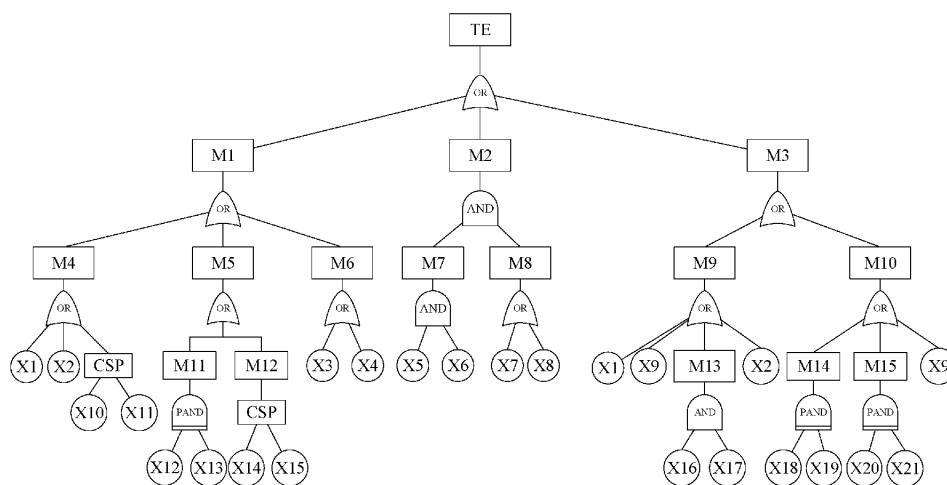 TE
OR
M1 M2 M3
OR AND OR
M4 M5 M6 M7 M8 M9 M10
OR OR OR AND OR OR OR
X1 X2 CSP M11 M12 X3 X4 X5 X6 X7 X8 X1 X9 M13 X2 M14 M15 X9
X10 X11 PAND CSP AND PAND PAND
X12 X13 X14 X15 X16 X17 X18 X19 X20 X21